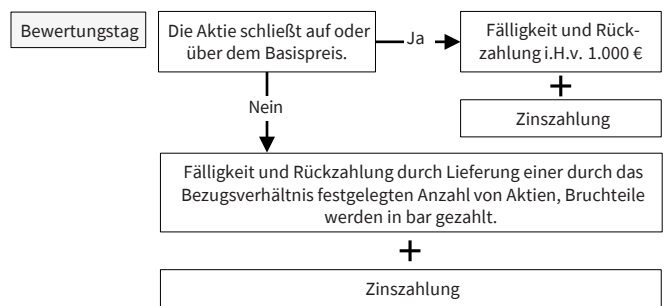 Bewertungstag
Die Aktie schließt auf oder
über dem Basispreis.
Ja
Fälligkeit und Rück-
zahlung i.H.v. 1.000 €
+
Zinszahlung
Nein
Fälligkeit und Rückzahlung durch Lieferung einer durch das
Bezugsverhältnis festgelegten Anzahl von Aktien, Bruchteile
werden in bar gezahlt.
+
Zinszahlung